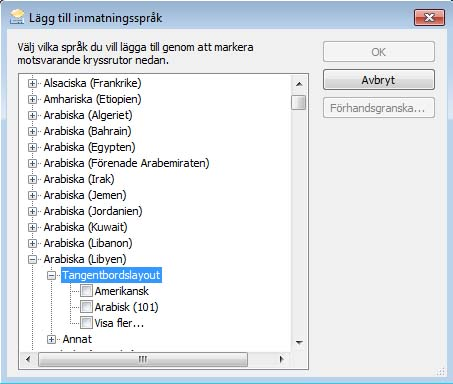 Lägg till inmatningsspråk
Välj vilka språk du vill lägga till genom att markera
motsvarande kryssrutor nedan.
OK
Avbryt
Förhandsgranska...
Alsaciska (Frankrike)
Amhariska (Etiopien)
Arabiska (Algeriet)
Arabiska (Bahrain)
Arabiska (Egypten)
Arabiska (Förenade Arabemiraten)
Arabiska (Irak)
Arabiska (Jemen)
Arabiska (Jordanien)
Arabiska (Kuwait)
Arabiska (Libanon)
Arabiska (Libyen)
Tangentbordslayout
Amerikansk
Arabisk (101)
Visa fler...
Annat